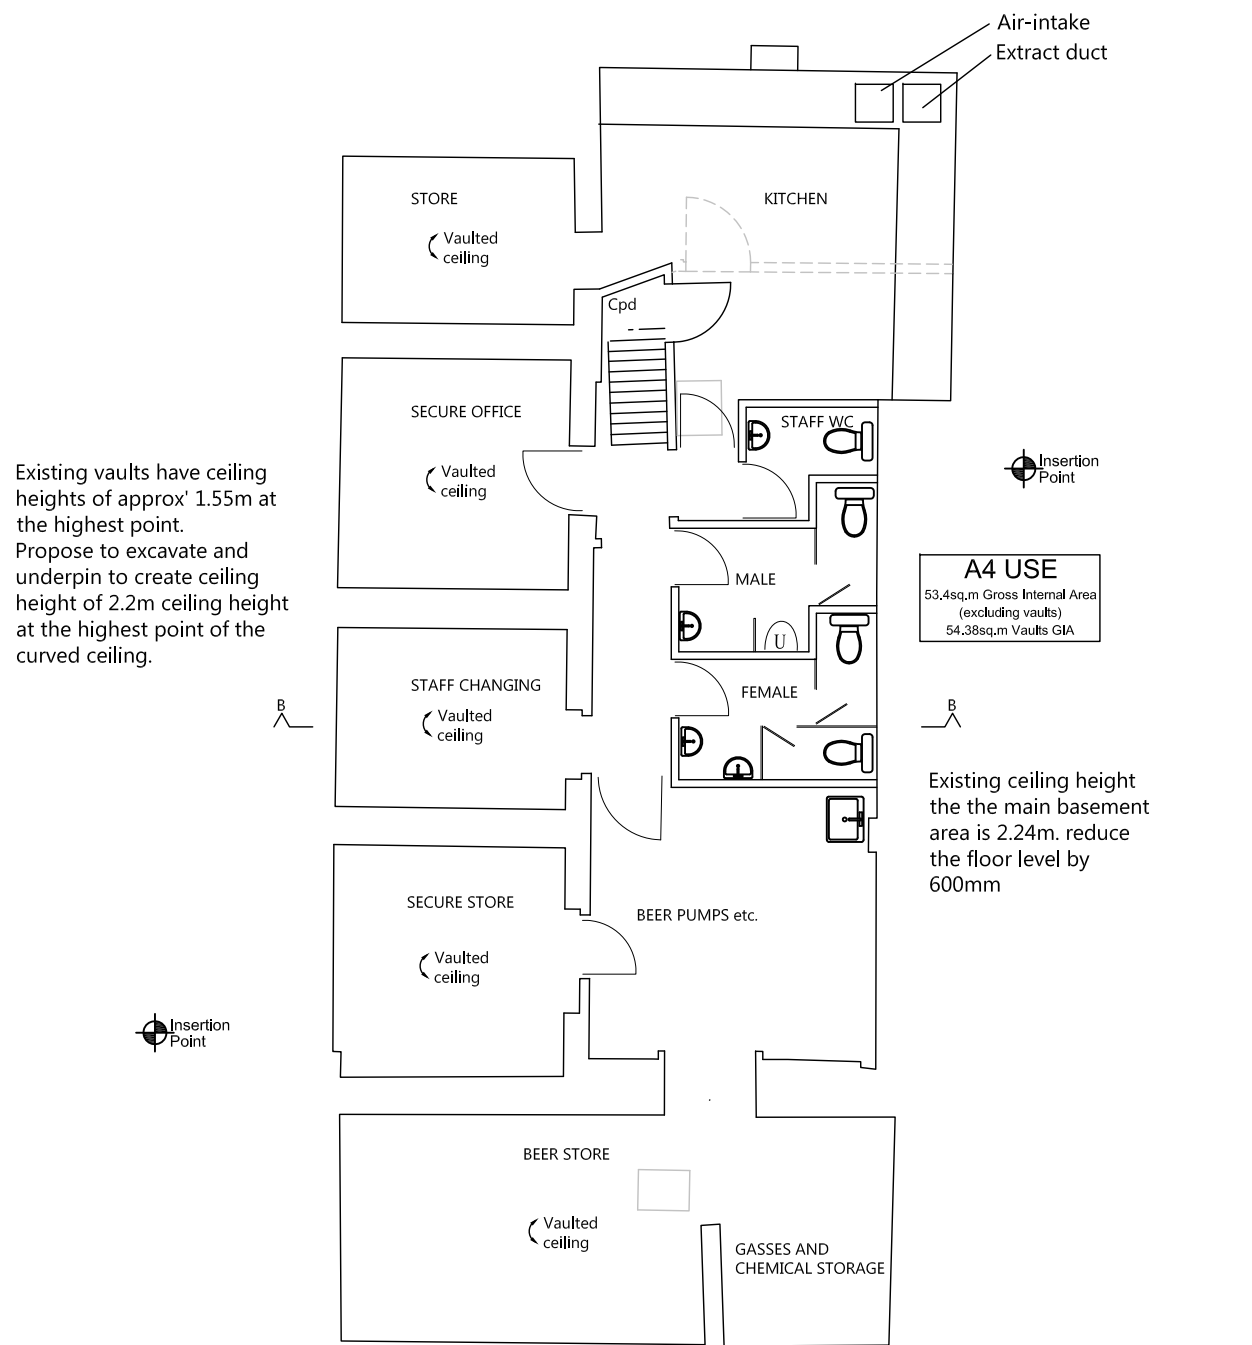 Air-intake
Extract duct
STORE
Vaulted
ceiling
KITCHEN
Cpd
SECURE OFFICE
Vaulted
ceiling
STAFF WC
Existing vaults have ceiling
heights of approx' 1.55m at
the highest point.
Propose to excavate and
underpin to create ceiling
height of 2.2m ceiling height
at the highest point of the
curved ceiling.
Insertion
Point
A4 USE
53.4sq.m Gross Internal Area
(excluding vaults)
54.38sq.m Vaults GIA
MALE
U
STAFF CHANGING
Vaulted
ceiling
FEMALE
B
B
Existing ceiling height
the the main basement
area is 2.24m. reduce
the floor level by
600mm
SECURE STORE
Vaulted
ceiling
BEER PUMPS etc.
Insertion
Point
BEER STORE
Vaulted
ceiling
GASSES AND
CHEMICAL STORAGE